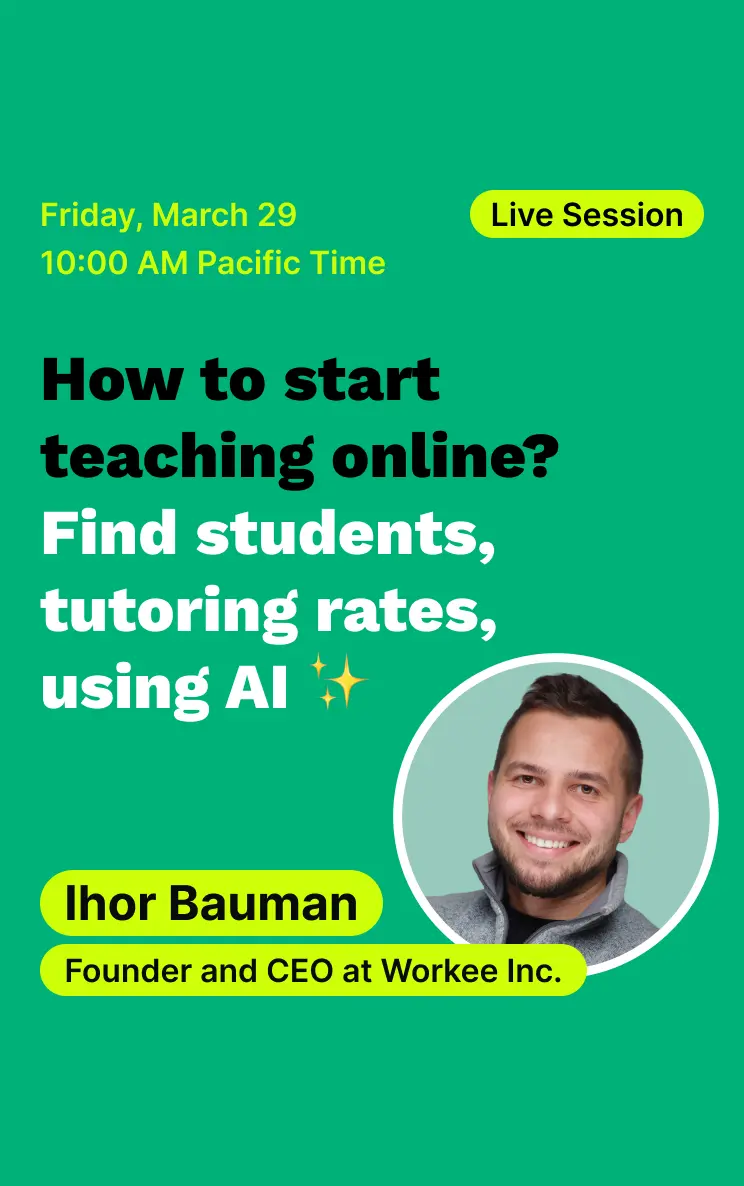 Friday, March 29
Live Session
10:00 AM Pacific Time
How to start
teaching online?
Find students,
tutoring rates,
using AI ✨
Ihor Bauman
Founder and CEO at Workee Inc.